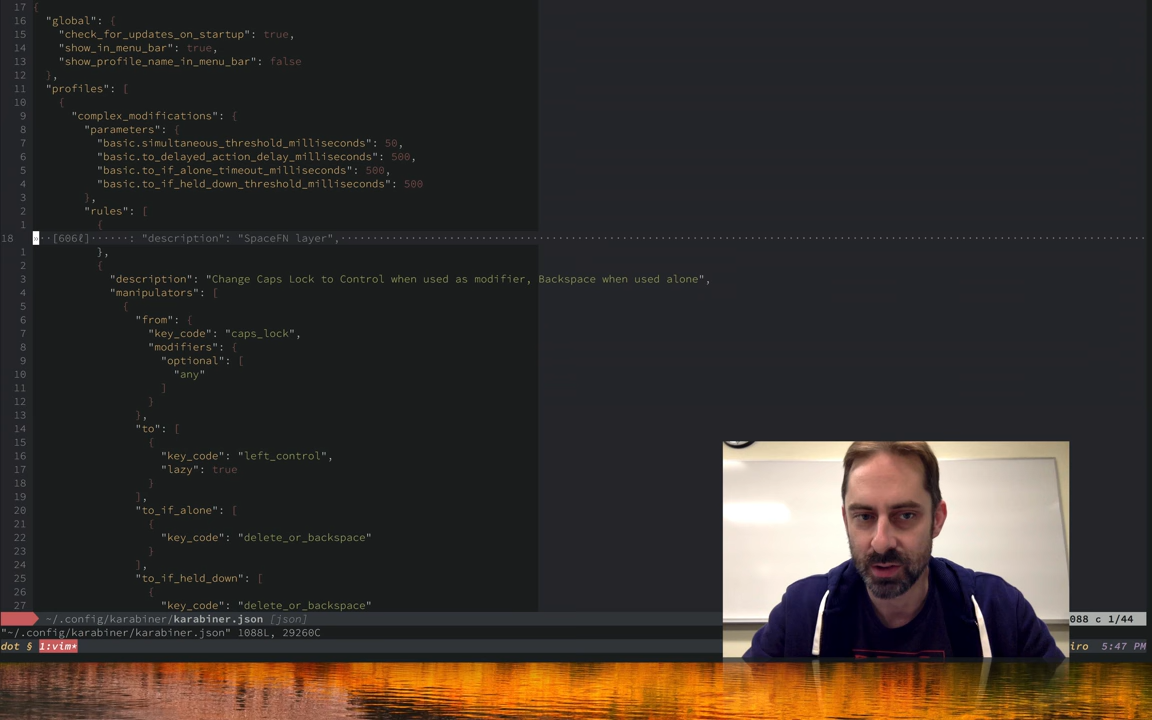 17 {
16 "global": {
15 "check_for_updates_on_startup": true,
14 "show_in_menu_bar": true,
13 "show_profile_name_in_menu_bar": false
12 },
11 "profiles": [
10 {
9 "complex_modifications": {
8 "parameters": {
7 "basic.simultaneous_threshold_milliseconds": 50,
6 "basic.to_delayed_action_delay_milliseconds": 500,
5 "basic.to_if_alone_timeout_milliseconds": 500,
4 "basic.to_if_held_down_threshold_milliseconds": 500
3 },
2 "rules": [
1 {
18 »··[606ℓ]······: "description": "SpaceFN layer",············································································································
1 },
2 {
3 "description": "Change Caps Lock to Control when used as modifier, Backspace when used alone",
4 "manipulators": [
5 {
6 "from": {
7 "key_code": "caps_lock",
8 "modifiers": {
9 "optional": [
10 "any"
11 ]
12 }
13 },
14 "to": [
15 {
16 "key_code": "left_control",
17 "lazy": true
18 }
19 ],
20 "to_if_alone": [
21 {
22 "key_code": "delete_or_backspace"
23 }
24 ],
25 "to_if_held_down": [
26 {
27 "key_code": "delete_or_backspace"
~/.config/karabiner/karabiner.json [json] 088 c 1/44
"~/.config/karabiner/karabiner.json" 1088L, 29260C
dot § 1:vim* iro 5:47 PM